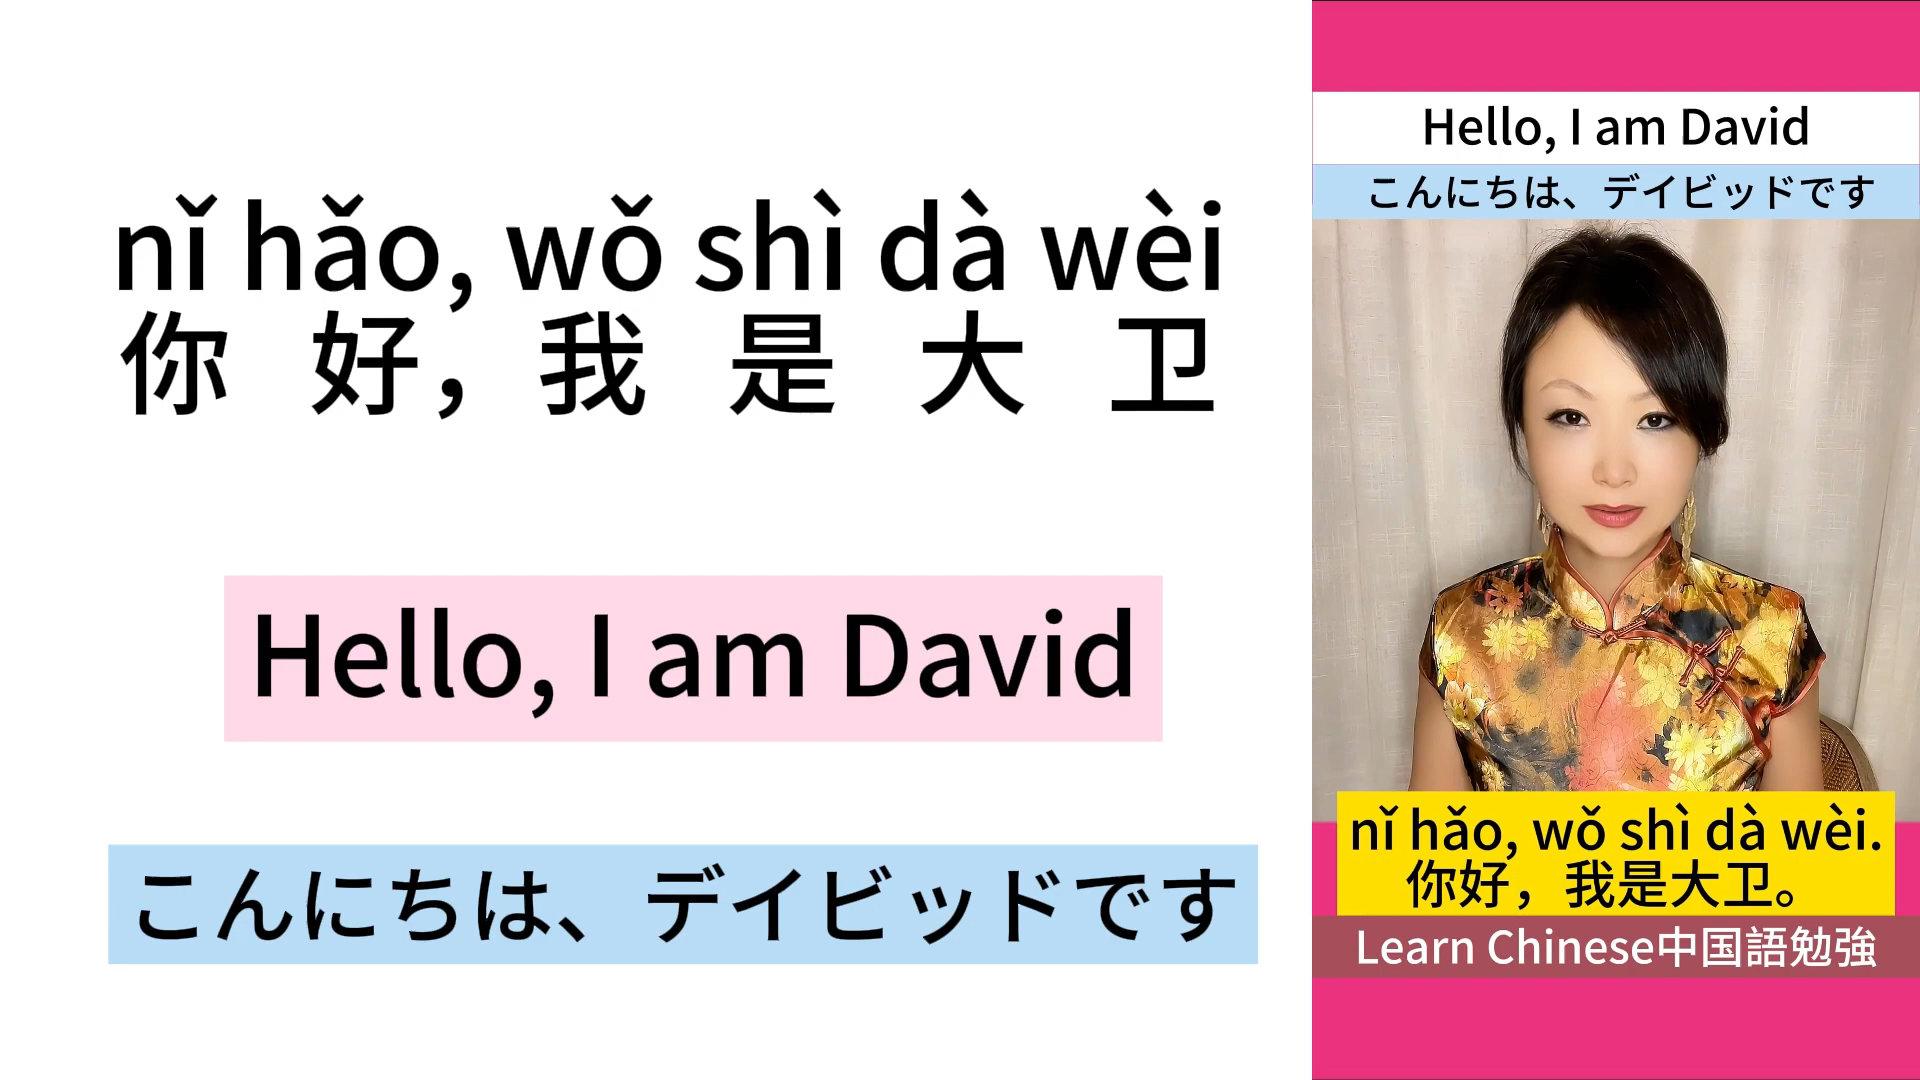 nǐ hǎo, wǒ shì dà wèi
你 好， 我 是 大 卫
Hello, I am David
こんにちは、デイビッドです
Hello, I am David
こんにちは、デイビッドです
nǐ hǎo, wǒ shì dà wèi.
你好，我是大卫。
Learn Chinese中国語勉強